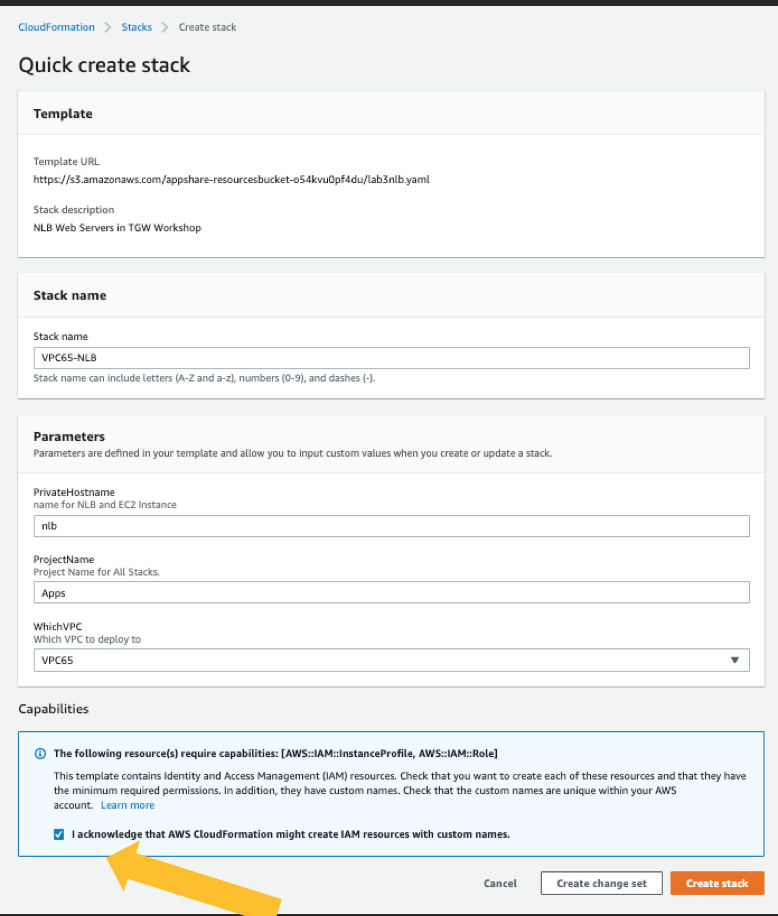 CloudFormation > Stacks > Create stack
Quick create stack
Template
Template URL
https://s3.amazonaws.com/appshare-resourcesbucket-o54kvu0pf4du/lab3nlb.yaml
Stack description
NLB Web Servers in TGW Workshop
Stack name
Stack name
VPC65-NLB
Stack name can include letters (A-Z and a-z), numbers (0-9), and dashes (-).
Parameters
Parameters are defined in your template and allow you to input custom values when you create or update a stack.
PrivateHostname
name for NLB and EC2 Instance
nlb
ProjectName
Project Name for All Stacks.
Apps
WhichVPC
Which VPC to deploy to
VPC65
Capabilities
The following resource(s) require capabilities: [AWS::IAM::InstanceProfile, AWS::IAM::Role]
This template contains Identity and Access Management (IAM) resources. Check that you want to create each of these resources and that they have
the minimum required permissions. In addition, they have custom names. Check that the custom names are unique within your AWS
account. Learn more
I acknowledge that AWS CloudFormation might create IAM resources with custom names.
Cancel Create change set Create stack